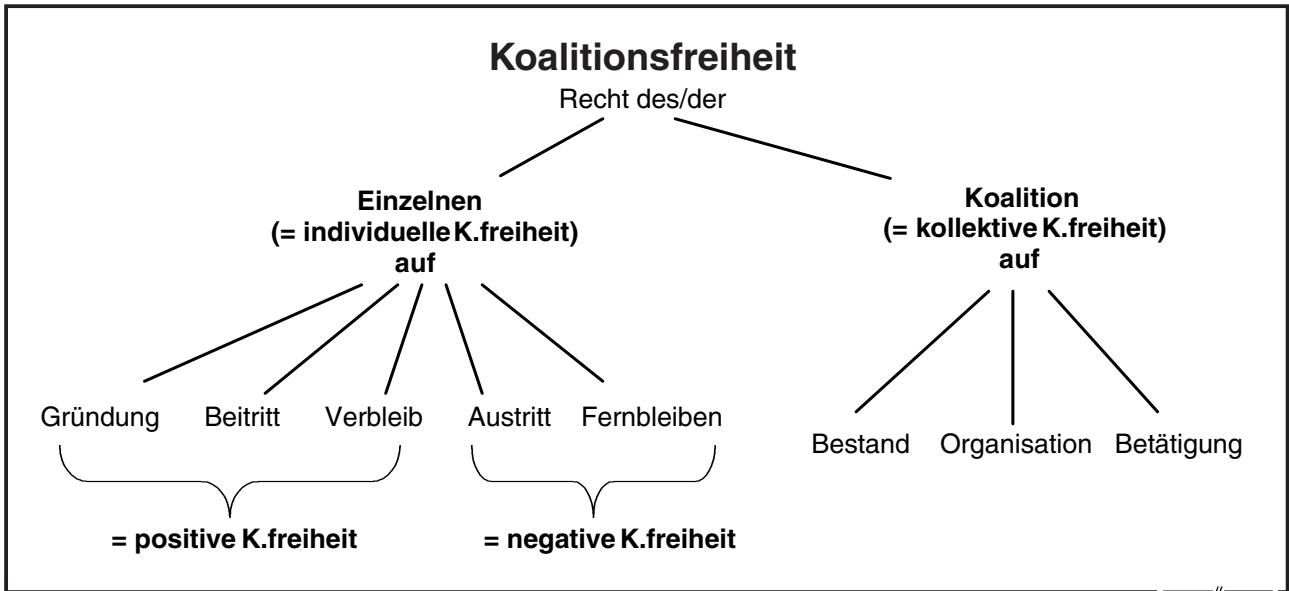 Koalitionsfreiheit
Recht des/der
Einzelnen
(= individuelle K.freiheit)
auf
Koalition
(= kollektive K.freiheit)
auf
Gründung Beitritt Verbleib Austritt Fernbleiben
Bestand Organisation Betätigung
= positive K.freiheit = negative K.freiheit